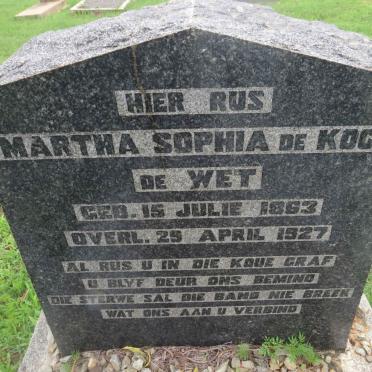 HIER RUS
MARTHA SOPHIA DE KOC
DE WET
GEB. 15 JULIE 1863
OVERL. 29 APRIL 1927
AL RUS U IN DIE KOUE GRAF
U BLYF DEUR ONS BEMIND
DIE STERWE SAL DIE BAND NIE BREEK
WAT ONS AAN U VERBIND